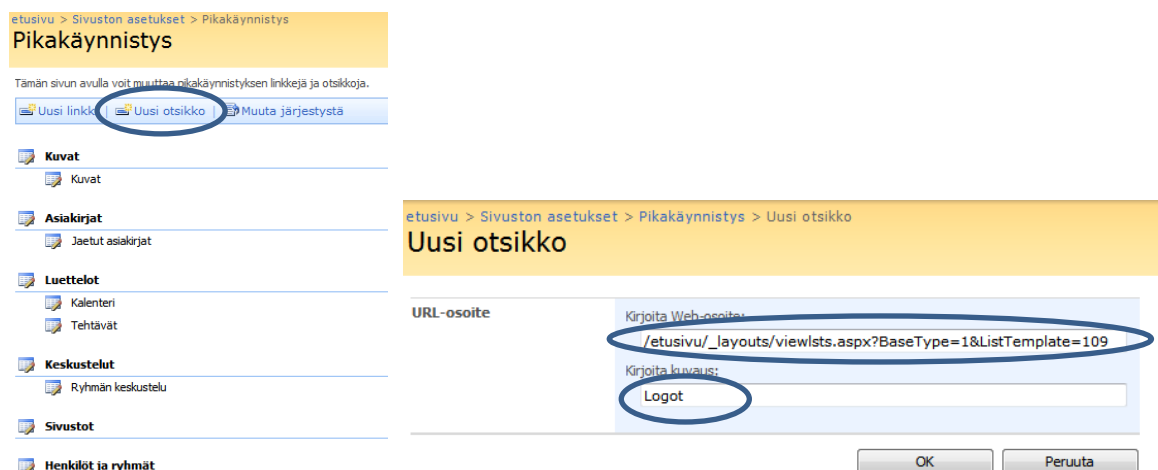 etusivu > Sivuston asetukset > Pikakäynnistys
Pikakäynnistys
Tämän sivun avulla voit muuttaa pikakäynnistyksen linkkejä ja otsikkoja.
Uusi linkki | Uusi otsikko | Muuta järjestystä
Kuvat
Kuvat
Asiakirjat
Jaetut asiakirjat
Luettelot
Kalenteri
Tehtävät
Keskustelut
Ryhmän keskustelu
Sivustot
Henkilöt ja ryhmät
etusivu > Sivuston asetukset > Pikakäynnistys > Uusi otsikko
Uusi otsikko
URL-osoite
Kirjoita Web-osoite:
/etusivu/_layouts/viewlsts.aspx?BaseType=1&ListTemplate=109
Kirjoita kuvaus:
Logot
OK Peruuta